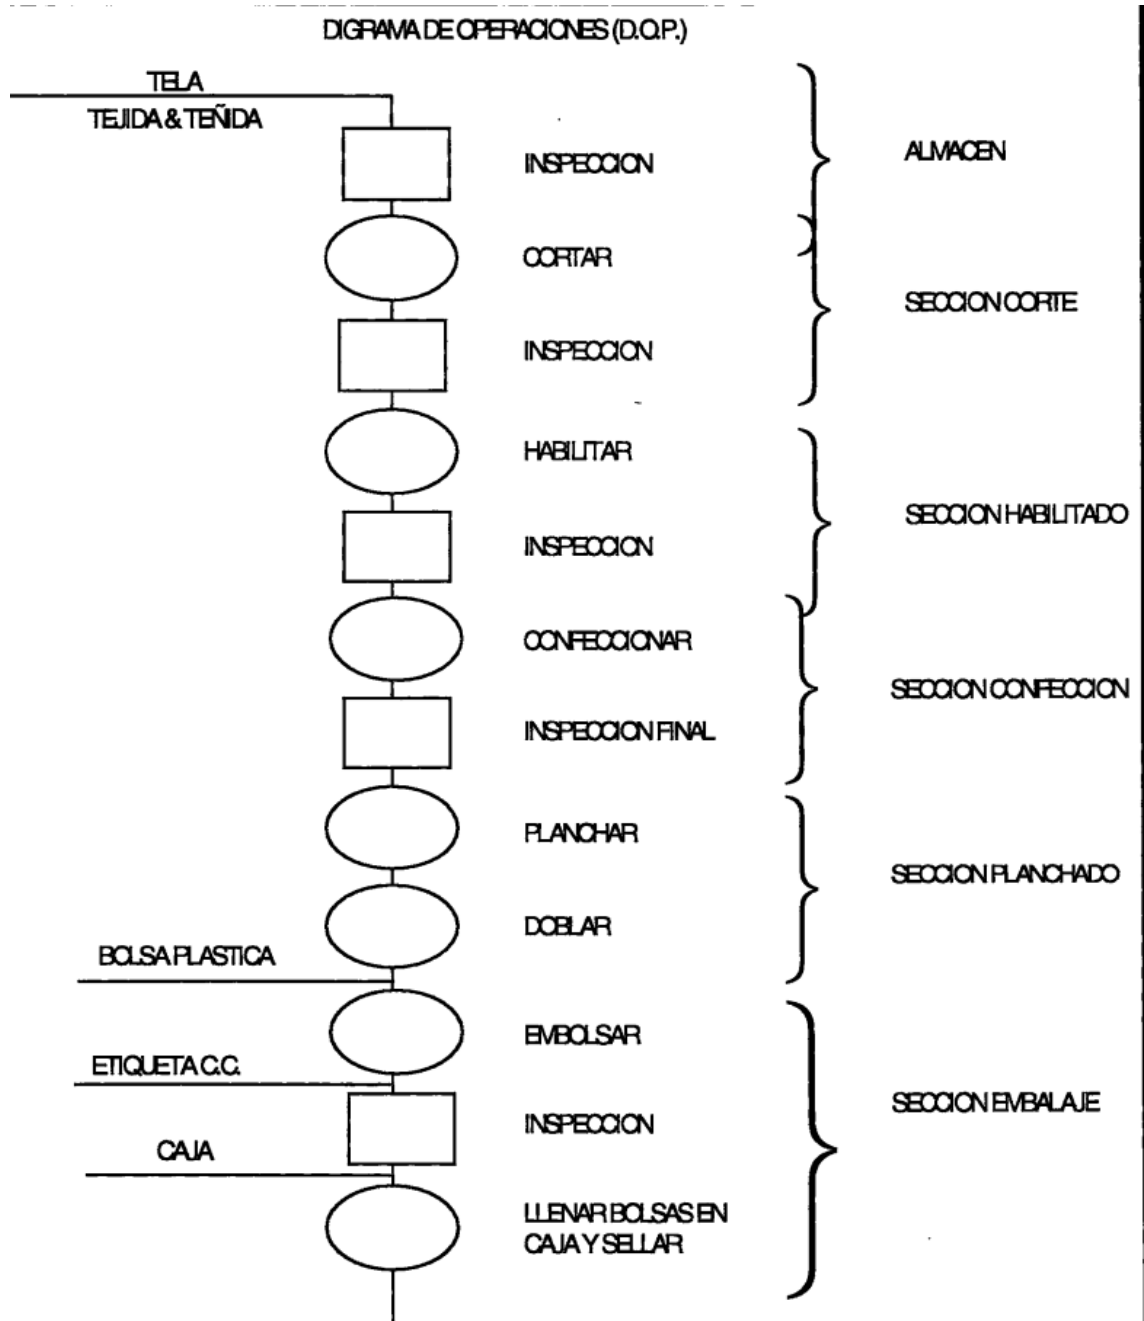 DIGRAMA DE OPERACIONES (D.O.P.)
TELA
TEJIDA & TEÑIDA
INSPECCION
ALMACEN
CORTAR
SECCION CORTE
INSPECCION
HABILITAR
SECCION HABILITADO
INSPECCION
CONFECCIONAR
SECCION CONFECCION
INSPECCION FINAL
PLANCHAR
SECCION PLANCHADO
DOBLAR
BOLSA PLASTICA
EMBOLSAR
ETIQUETA C.C.
SECCION EMBALAJE
INSPECCION
CAJA
LLENAR BOLSAS EN
CAJA Y SELLAR